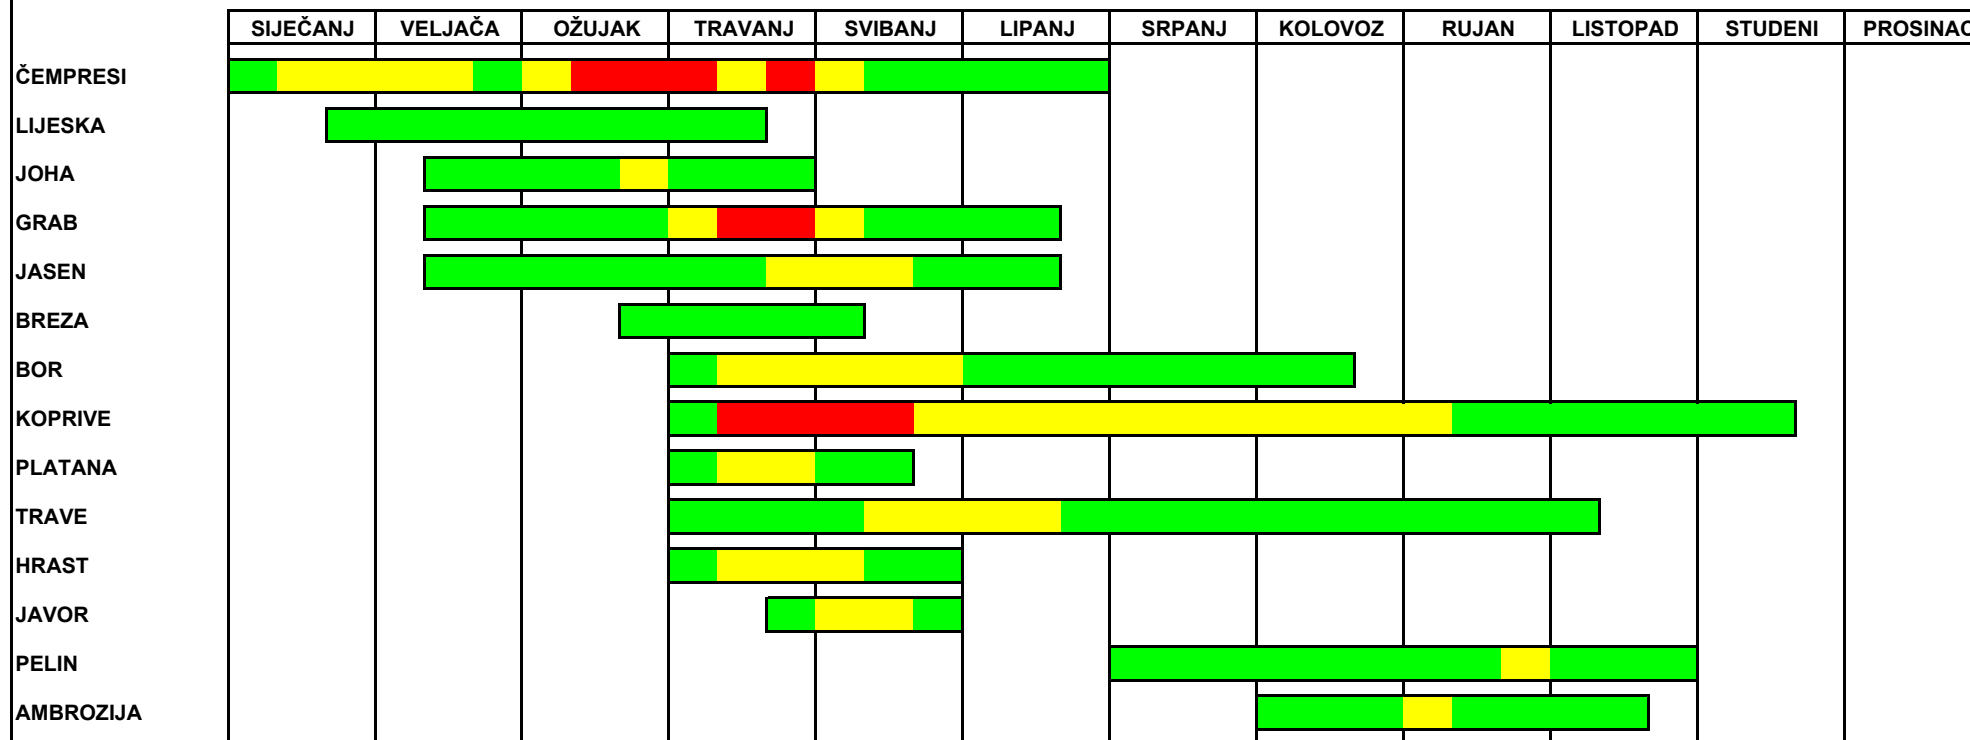 SIJEČANJ VELJAČA OŽUJAK TRAVANJ SVIBANJ LIPANJ SRPANJ KOLOVOZ RUJAN LISTOPAD STUDENI PROSINAC
ČEMPRESI
LIJESKA
JOHA
GRAB
JASEN
BREZA
BOR
KOPRIVE
PLATANA
TRAVE
HRAST
JAVOR
PELIN
AMBROZIJA